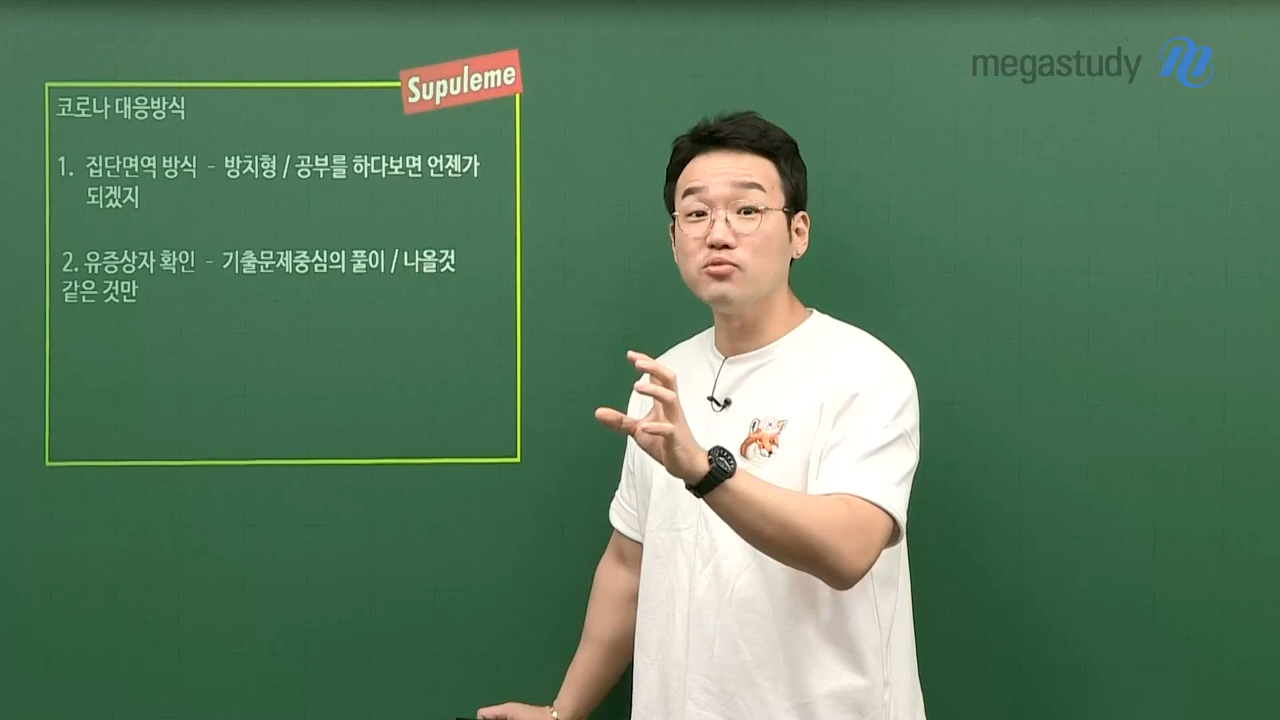 megastudy
Supuleme
코로나 대응방식
1. 집단면역 방식 - 방치형 / 공부를 하다보면 언젠가
되겠지
2. 유증상자 확인 - 기출문제중심의 풀이 / 나올것
같은 것만